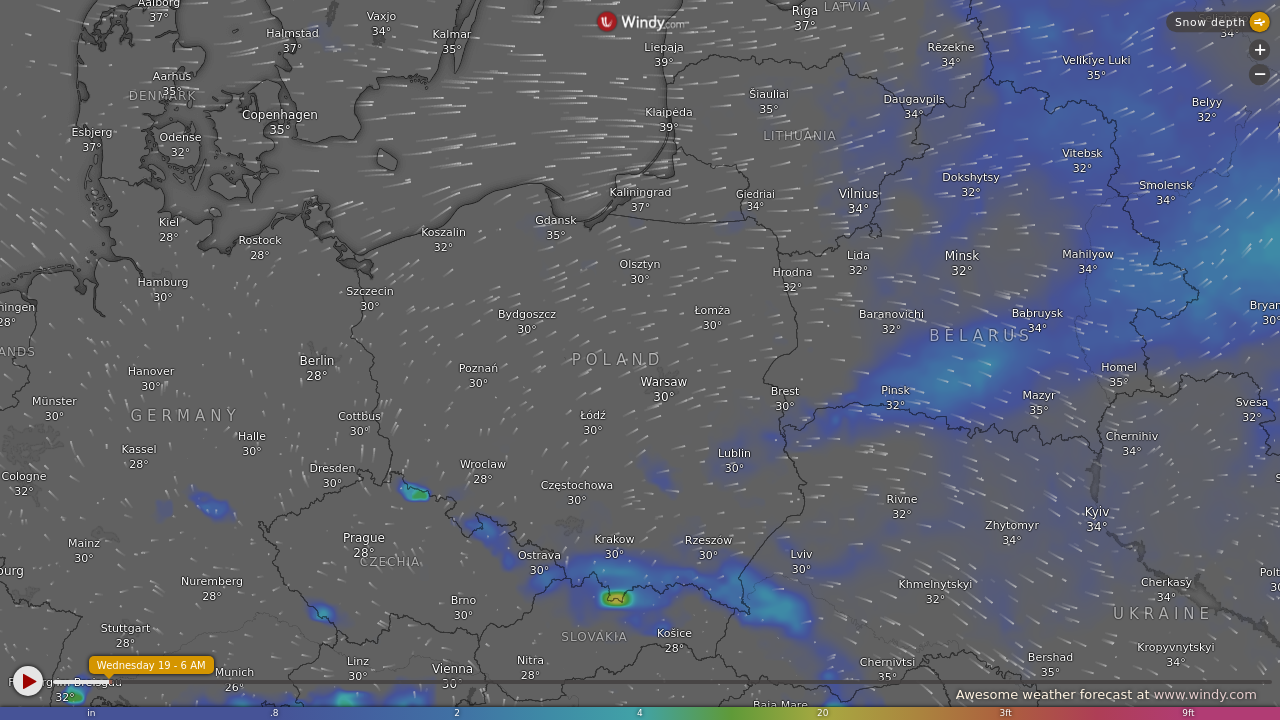 Aalborg
37°
Vaxjo
34°
Halmstad
37°
Kalmar
35°
Windy.com
Riga
37°
LATVIA
Snow depth
34°
Liepaja
39°
Rēzekne
34°
Velikiye Luki
35°
+
−
Aarhus
35°
DENMARK
Copenhagen
35°
Klaipėda
39°
Šiauliai
35°
Daugavpils
34°
Belyy
32°
Esbjerg
37°
Odense
32°
LITHUANIA
Vitebsk
32°
Dokshytsy
32°
Smolensk
34°
Kaliningrad
37°
Giedriai
34°
Vilnius
34°
Kiel
28°
Rostock
28°
Koszalin
32°
Gdansk
35°
Olsztyn
30°
Hrodna
32°
Lida
32°
Minsk
32°
Mahilyow
34°
Hamburg
30°
Szczecin
30°
ningen
28°
Bydgoszcz
30°
Łomża
30°
Baranovichi
32°
Babruysk
34°
Bryan
30°
BELARUS
ANDS
Berlin
28°
POLAND
Hanover
30°
Poznań
30°
Warsaw
30°
Brest
30°
Pinsk
32°
Homel
35°
Mazyr
35°
Münster
30°
GERMANY
Cottbus
30°
Łódź
30°
Svesa
32°
Halle
30°
Kassel
28°
Chernihiv
34°
Cologne
32°
Dresden
30°
Wroclaw
28°
Częstochowa
30°
Lublin
30°
Rivne
32°
Kyiv
34°
Zhytomyr
34°
Mainz
30°
Prague
28°
CZECHIA
Ostrava
30°
Krakow
30°
Rzeszow
30°
Lviv
30°
burg
Nuremberg
28°
Brno
30°
Khmelnytskyi
32°
Cherkasy
34°
Polt
30
UKRAINE
Stuttgart
28°
SLOVAKIA
Košice
28°
Kropyvnytskyi
34°
Wednesday 19 - 6 AM
Munich
26°
Linz
30°
Vienna
30°
Nitra
28°
Chernivtsi
35°
Bershad
35°
32°
Awesome weather forecast at www.windy.com
Baia Mare
in .8 2 4 20 3ft 9ft